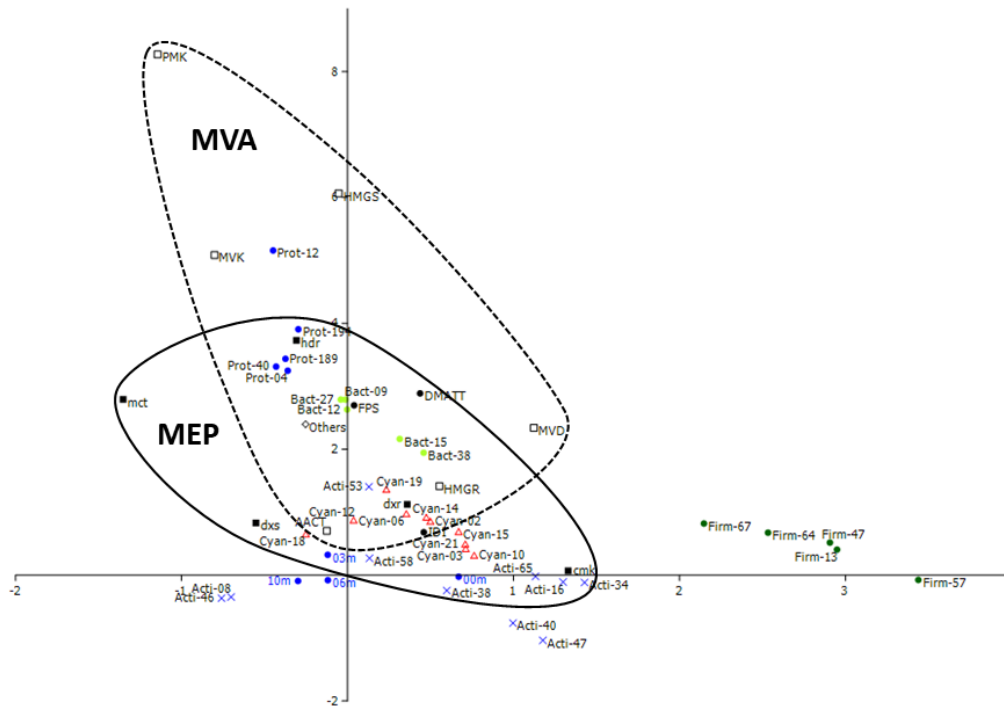 8
PMK
MVA
6
HMGS
MVK
Prot-12
4
Prot-194
hdr
Prot-189
Prot-40
Prot-04
mct
Bact-09
DMATT
Bact-27
Bact-12
FPS
Others
MVD
MEP
2
Bact-15
Bact-38
Acti-53
Cyan-19
HMGR
dxr
Cyan-14
Cyan-12
dxs
AACT
Cyan-06
Cyan-02
Cyan-18
IDI
Cyan-15
Cyan-21
Cyan-03
Cyan-10
Firm-67
Firm-64
Firm-47
Firm-13
03m
Acti-58
Acti-65
cmk
-2
-1
1
2
3
10m
06m
00m
Acti-08
Acti-46
Acti-38
Acti-16
Acti-34
Firm-57
Acti-40
Acti-47
-2